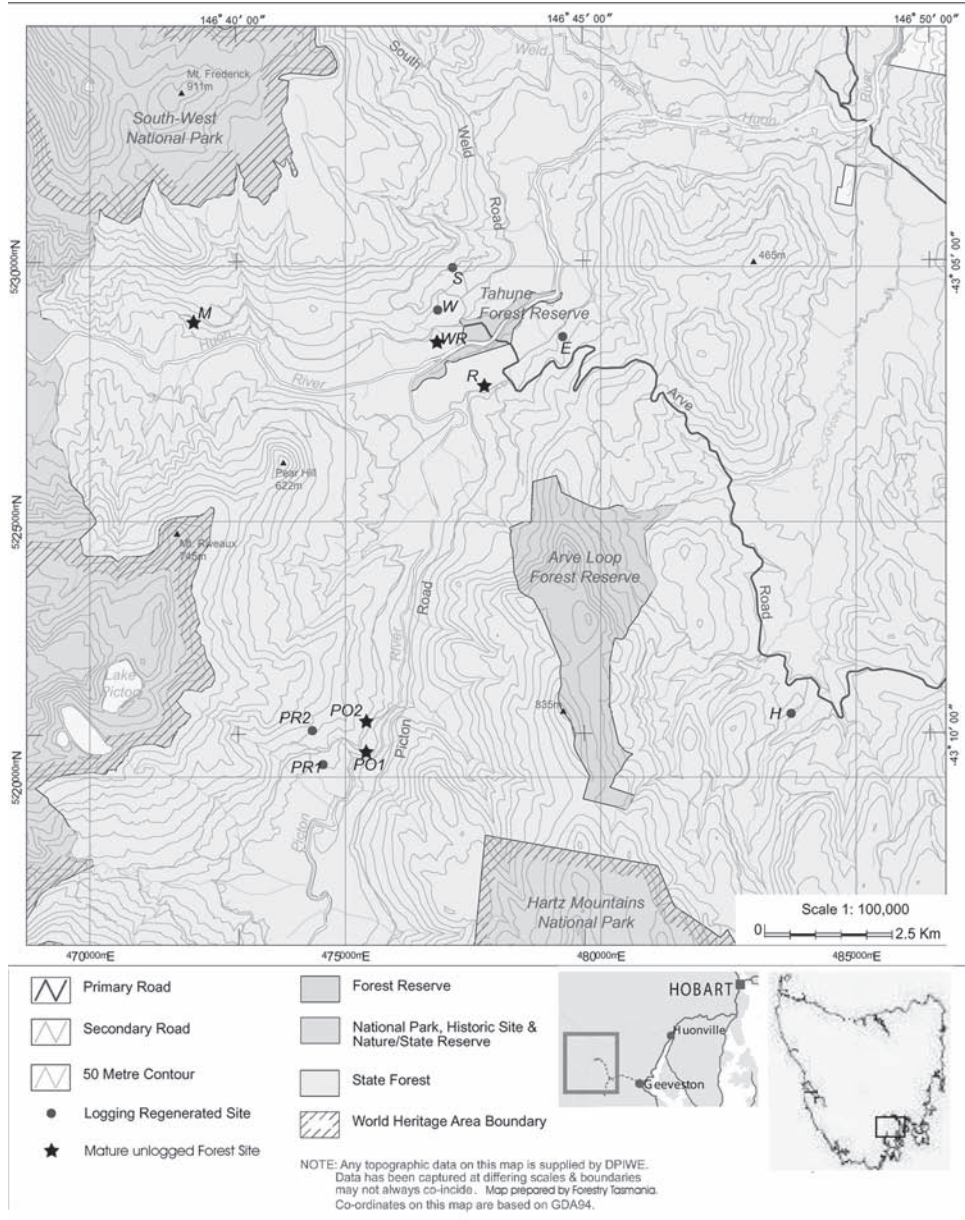 146° 40' 00"
146° 45' 00"
146° 50' 00"
South
Weld
River
River
Mt. Frederick
911m
South-West
National Park
Huon
Weld
Road
5230000mN
-43° 05' 00"
465m
S
Tahune
Forest Reserve
M
W
Huon
WR
E
River
R
Arve
Pear Hill
622m
5225000mN
Mt. Riveaux
745m
Arve Loop
Forest Reserve
Road
Road
River
Lake
Picton
835m
PR2
PO2
H
Picton
-43° 10' 00"
PR1
PO1
5220000mN
Picton
Hartz Mountains
National Park
Scale 1: 100,000
0 2.5 Km
470000mE
475000mE
480000mE
485000mE
Primary Road
Secondary Road
50 Metre Contour
Logging Regenerated Site
Mature unlogged Forest Site
Forest Reserve
National Park, Historic Site &
Nature/State Reserve
State Forest
World Heritage Area Boundary
HOBART
Huonville
Geeveston
NOTE: Any topographic data on this map is supplied by DPIWE.
Data has been captured at differing scales & boundaries
may not always co-incide. Map prepared by Forestry Tasmania.
Co-ordinates on this map are based on GDA94.